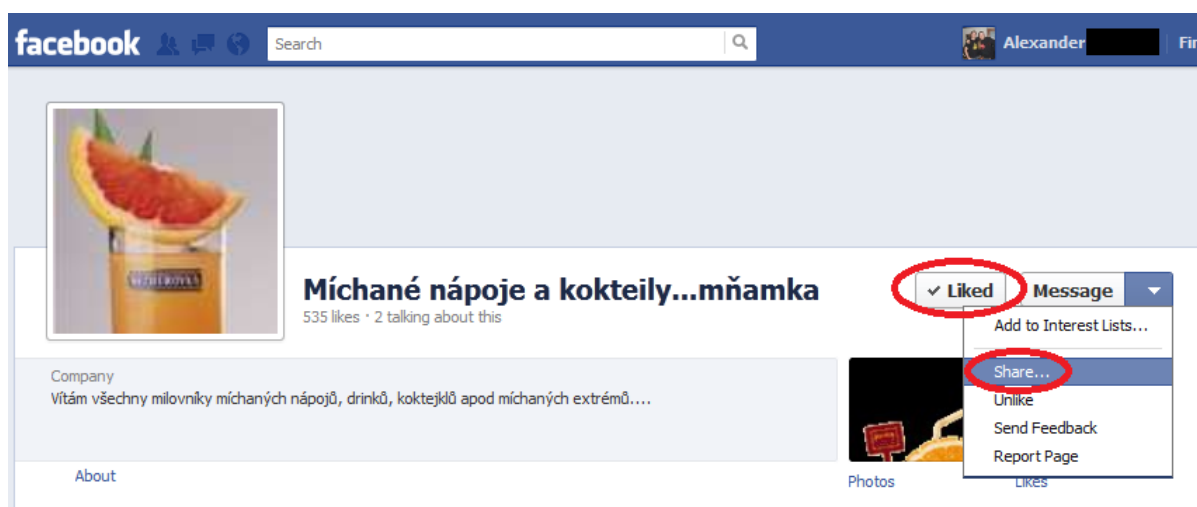 facebook
Search
Alexander
Fin
Míchané nápoje a kokteily...mňamka
535 likes · 2 talking about this
Liked
Message
Add to Interest Lists...
Share...
Unlike
Send Feedback
Report Page
Company
Vítám všechny milovníky míchaných nápojů, drinků, koktejklů apod míchaných extrémů....
About
Photos
Likes